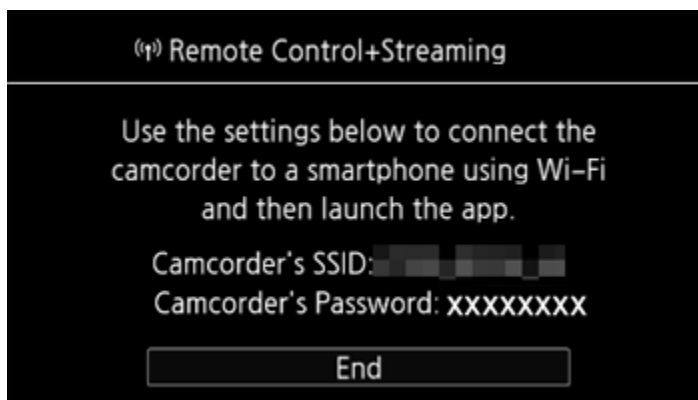 Remote Control+Streaming
Use the settings below to connect the
camcorder to a smartphone using Wi-Fi
and then launch the app.
Camcorder's SSID:
Camcorder's Password: XXXXXXXX
End